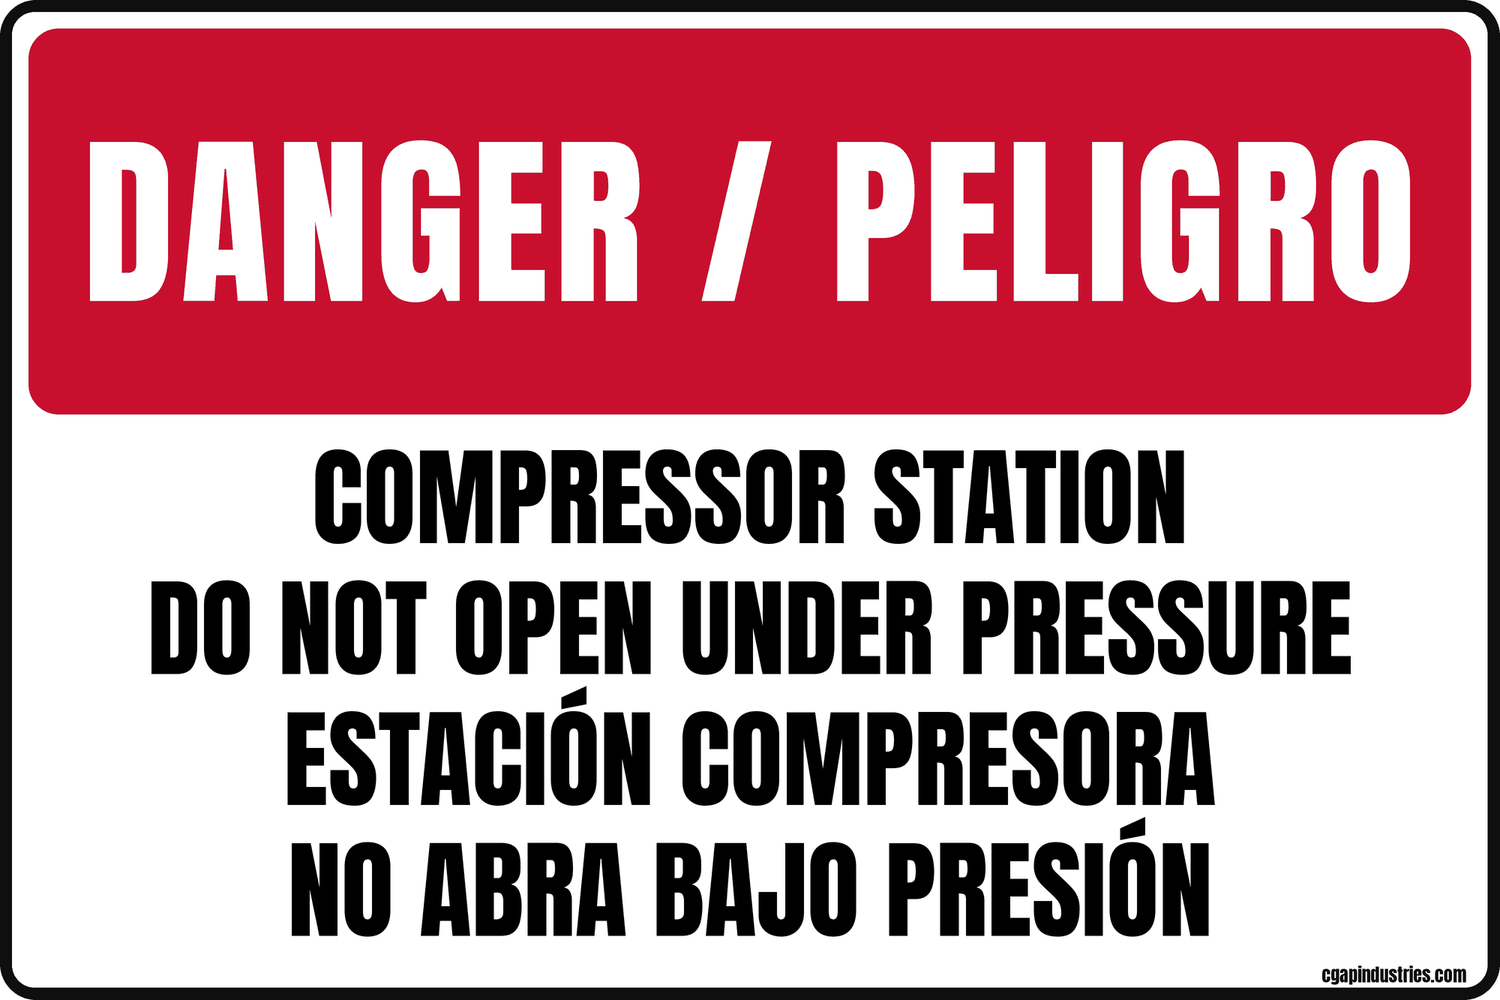 DANGER / PELIGRO
COMPRESSOR STATION
DO NOT OPEN UNDER PRESSURE
ESTACIÓN COMPRESORA
NO ABRA BAJO PRESIÓN
cgapindustries.com